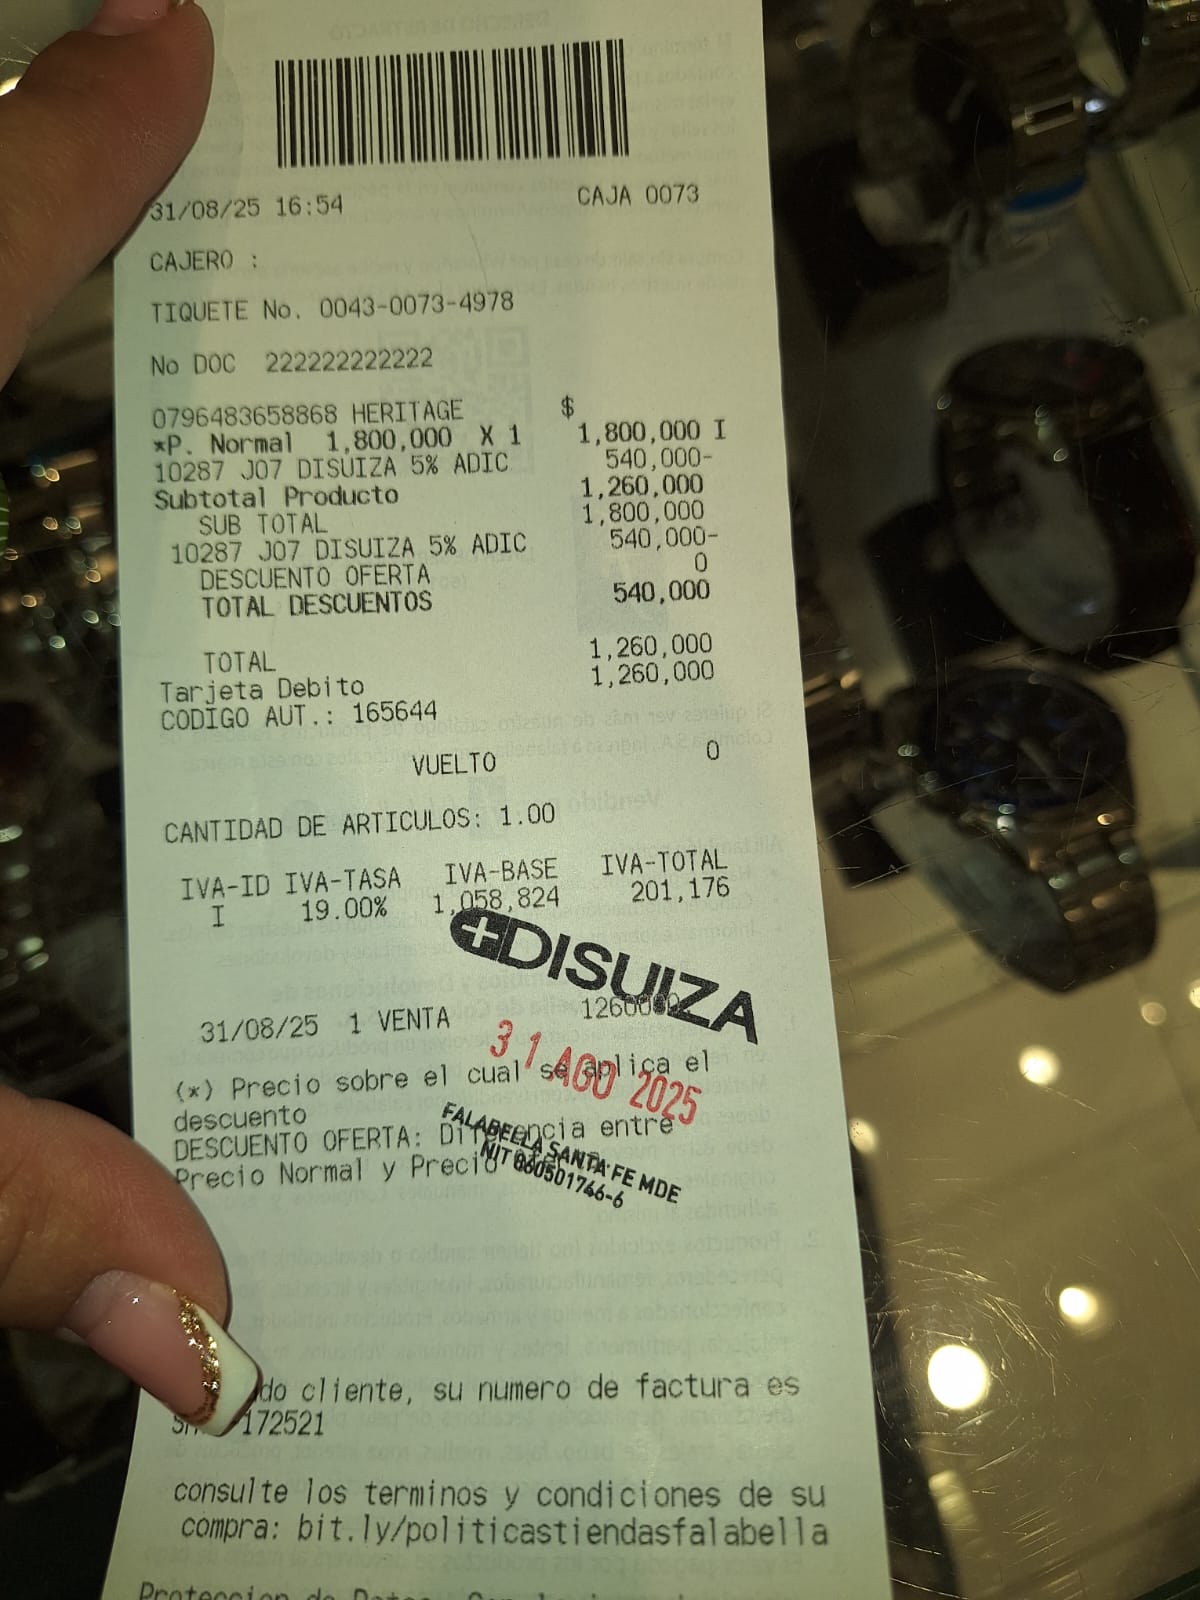 31/08/25 16:54 CAJA 0073
CAJERO :
TIQUETE No. 0043-0073-4978
No DOC 222222222222
0796483658868 HERITAGE $
*P. Normal 1,800,000 X 1 1,800,000 I
10287 J07 DISUIZA 5% ADIC 540,000-
Subtotal Producto 1,260,000
SUB TOTAL 1,800,000
10287 J07 DISUIZA 5% ADIC 540,000-
DESCUENTO OFERTA 0
TOTAL DESCUENTOS 540,000
TOTAL 1,260,000
Tarjeta Debito 1,260,000
CODIGO AUT.: 165644
VUELTO 0
CANTIDAD DE ARTICULOS: 1.00
IVA-ID IVA-TASA IVA-BASE IVA-TOTAL
I 19.00% 1,058,824 201,176
DISUIZA
31/08/25 1 VENTA 1260000
31 AGO 2025
(*) Precio sobre el cual se aplica el
descuento
DESCUENTO OFERTA: Diferencia entre
Precio Normal y Precio
FALABELLA SANTA FE MDE
NIT 860501746-6
do cliente, su numero de factura es
172521
consulte los terminos y condiciones de su
compra: bit.ly/politicastiendasfalabella